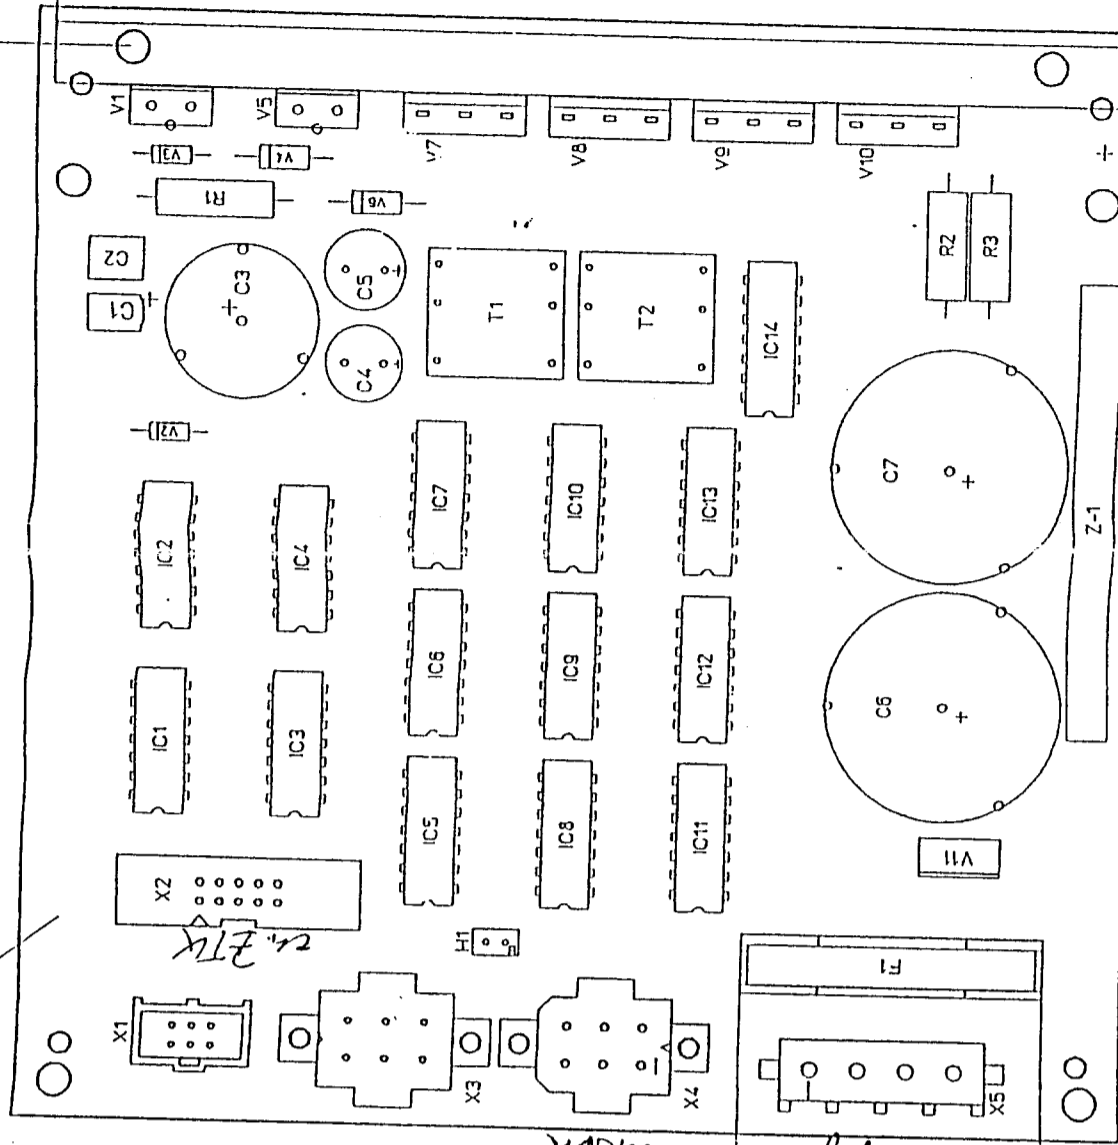 V1
V5
V7
V8
V9
V10
V3
V4
R1
V6
R2
R3
C2
C1
+
C3
+
C5
+
C4
+
T1
T2
IC14
V2
IC7
IC10
IC13
C7
+
Z-1
IC2
IC4
IC6
IC9
IC12
C6
+
IC1
IC3
IC5
IC8
IC11
V11
X2
H1
F1
X1
X3
X4
X5